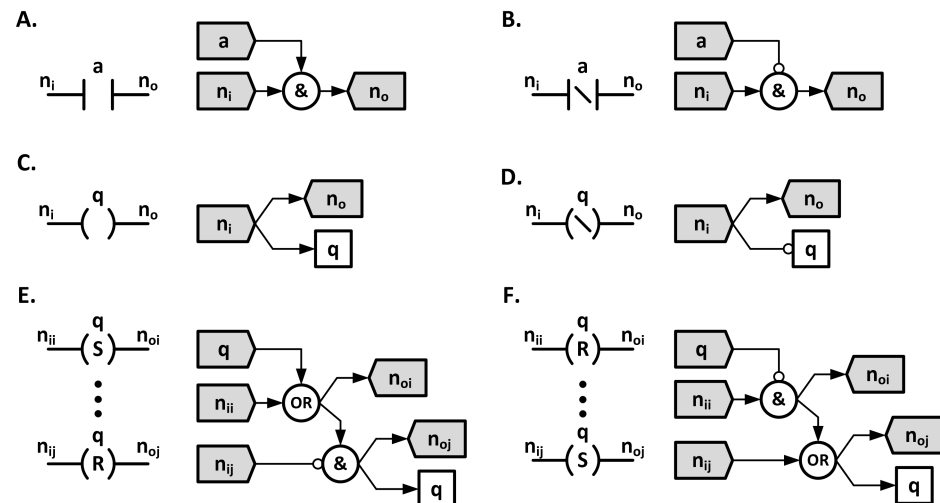 A.
a
n_i n_o
a
n_i & n_o
B.
a
n_i n_o
a
n_i & n_o
C.
q
n_i n_o
n_i n_o
q
D.
q
n_i n_o
n_i n_o
q
E.
q
n_ii S n_oi
q
n_ij R n_oj
q
n_ii OR n_oi
n_ij & n_oj
q
F.
q
n_ii R n_oi
q
n_ij S n_oj
q
n_ii & n_oi
n_ij OR n_oj
q